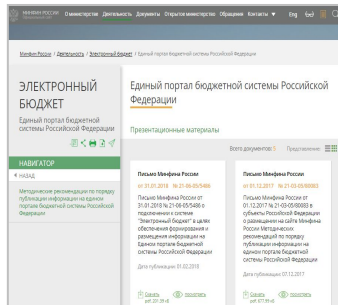 МИНФИН РОССИИ
О министерстве Деятельность Документы Открытое министерство Обращения Контакты ▼ Eng
Минфин России / Деятельность / Электронный бюджет / Единый портал бюджетной системы Российской Федерации
ЭЛЕКТРОННЫЙ
БЮДЖЕТ
Единый портал бюджетной
системы Российской Федерации
НАВИГАТОР
НАЗАД
Методические рекомендации по порядку
публикации информации на едином
портале бюджетной системы Российской
Федерации
Единый портал бюджетной системы Российской
Федерации
Презентационные материалы
Всего документов: Представление:
Письмо Минфина России
от 31.01.2018 № 21-06-05/5486
Письмо Минфина России от
31.01.2018 № 21-06-05/5486 о
подключении к системе
"Электронный бюджет" в целях
обеспечения формирования и
размещения информации на
Едином портале бюджетной
системы Российской Федерации
Дата публикации: 01.02.2018
Скачать посмотреть
Письмо Минфина России
от 01.12.2017 № 21-03-05/80083
Письмо Минфина России от
01.12.2017 № 21-03-05/80083 в
субъекты Российской Федерации
о размещении на сайте Минфина
России Методических
рекомендаций по порядку
публикации информации на
едином портале бюджетной
системы Российской Федерации
Дата публикации: 07.12.2017
Скачать посмотреть